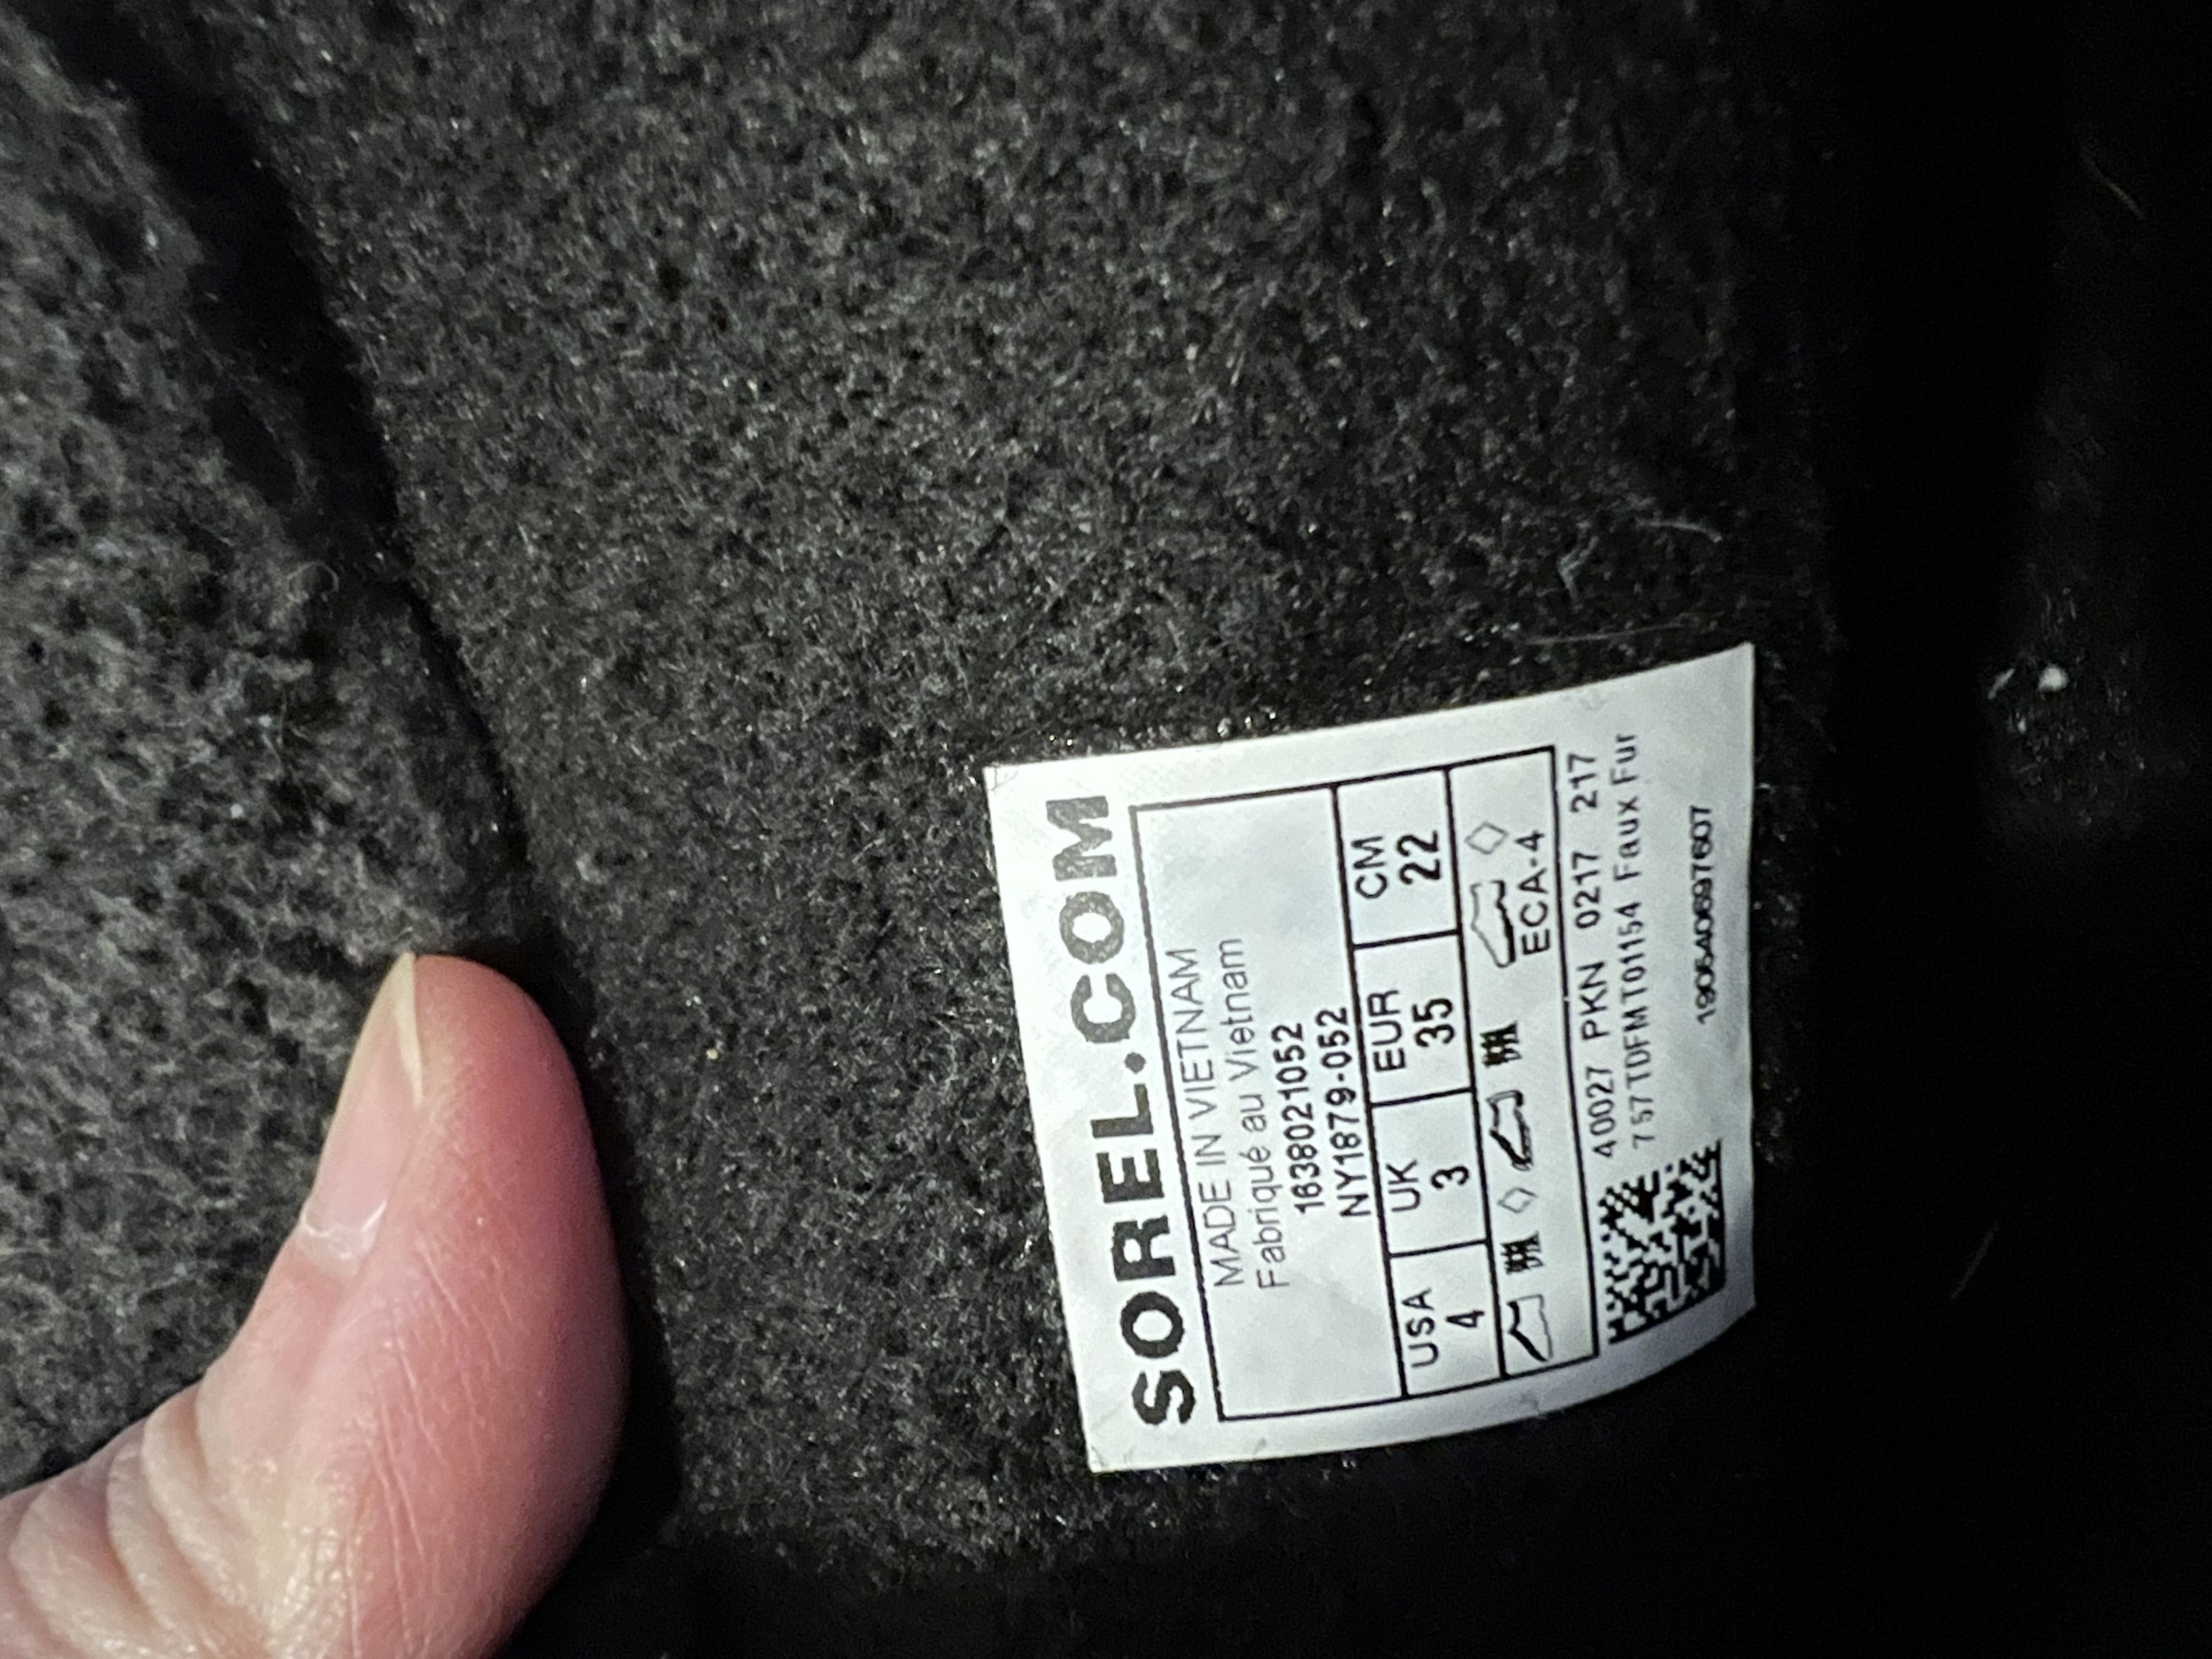 SOREL.COM
MADE IN VIETNAM
Fabriqué au Vietnam
1638021052
NY1879-052
USA UK EUR CM
4 3 35 22
ECA-4
40027 PKN 0217 217
757TDFMT01154 Faux Fur
190540697607